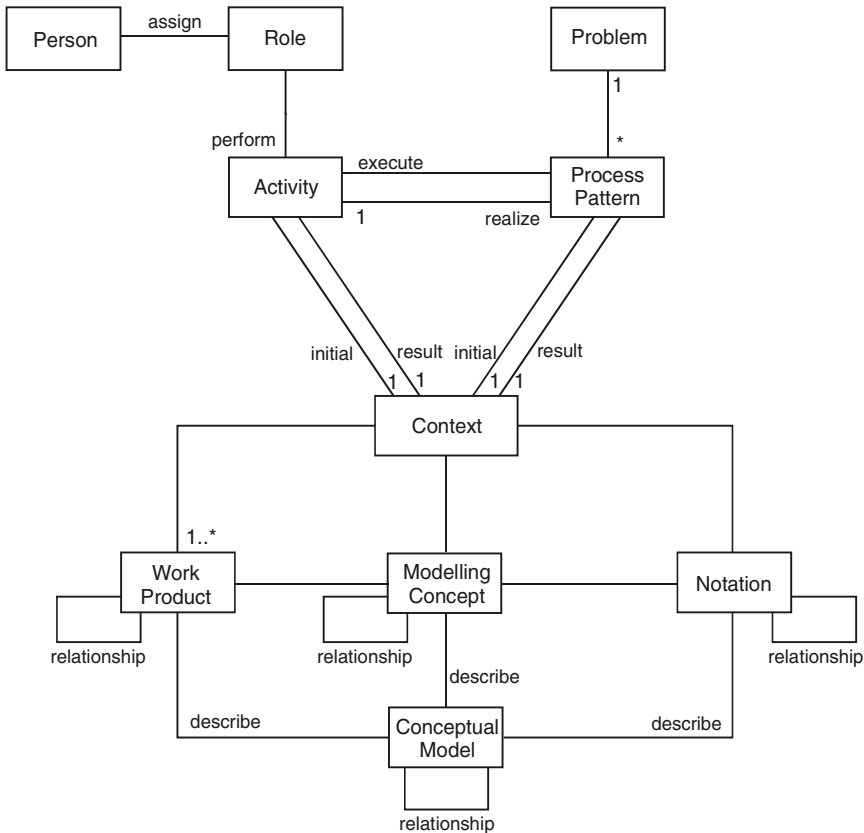 assign
Person
Role
Problem
1
perform
*
execute
Activity
Process
Pattern
1
realize
initial
result
initial
result
1
1
1
1
Context
1..*
Work
Product
Modelling
Concept
Notation
relationship
relationship
relationship
describe
describe
describe
Conceptual
Model
relationship